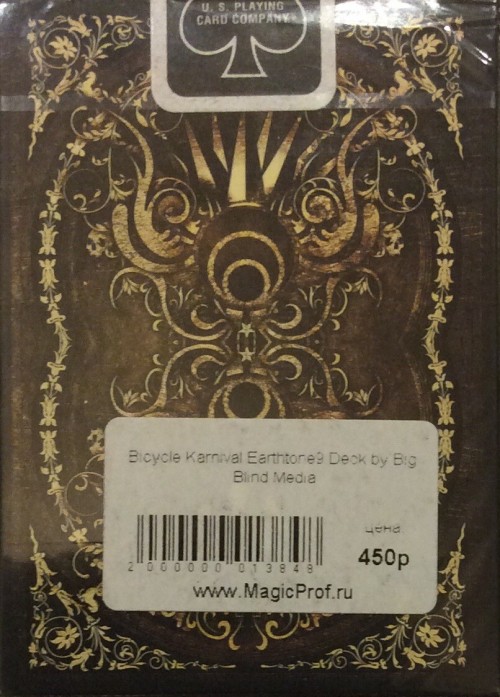 U. S. PLAYING
CARD COMPANY
Bicycle Karnival Earthtone9 Deck by Big
Blind Media
цена
2 000000 013848
450р
www.MagicProf.ru